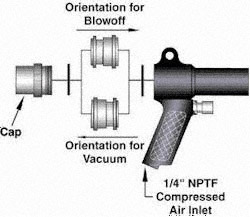 Orientation for
Blowoff
Cap
Orientation for
Vacuum
1/4" NPTF
Compressed
Air Inlet